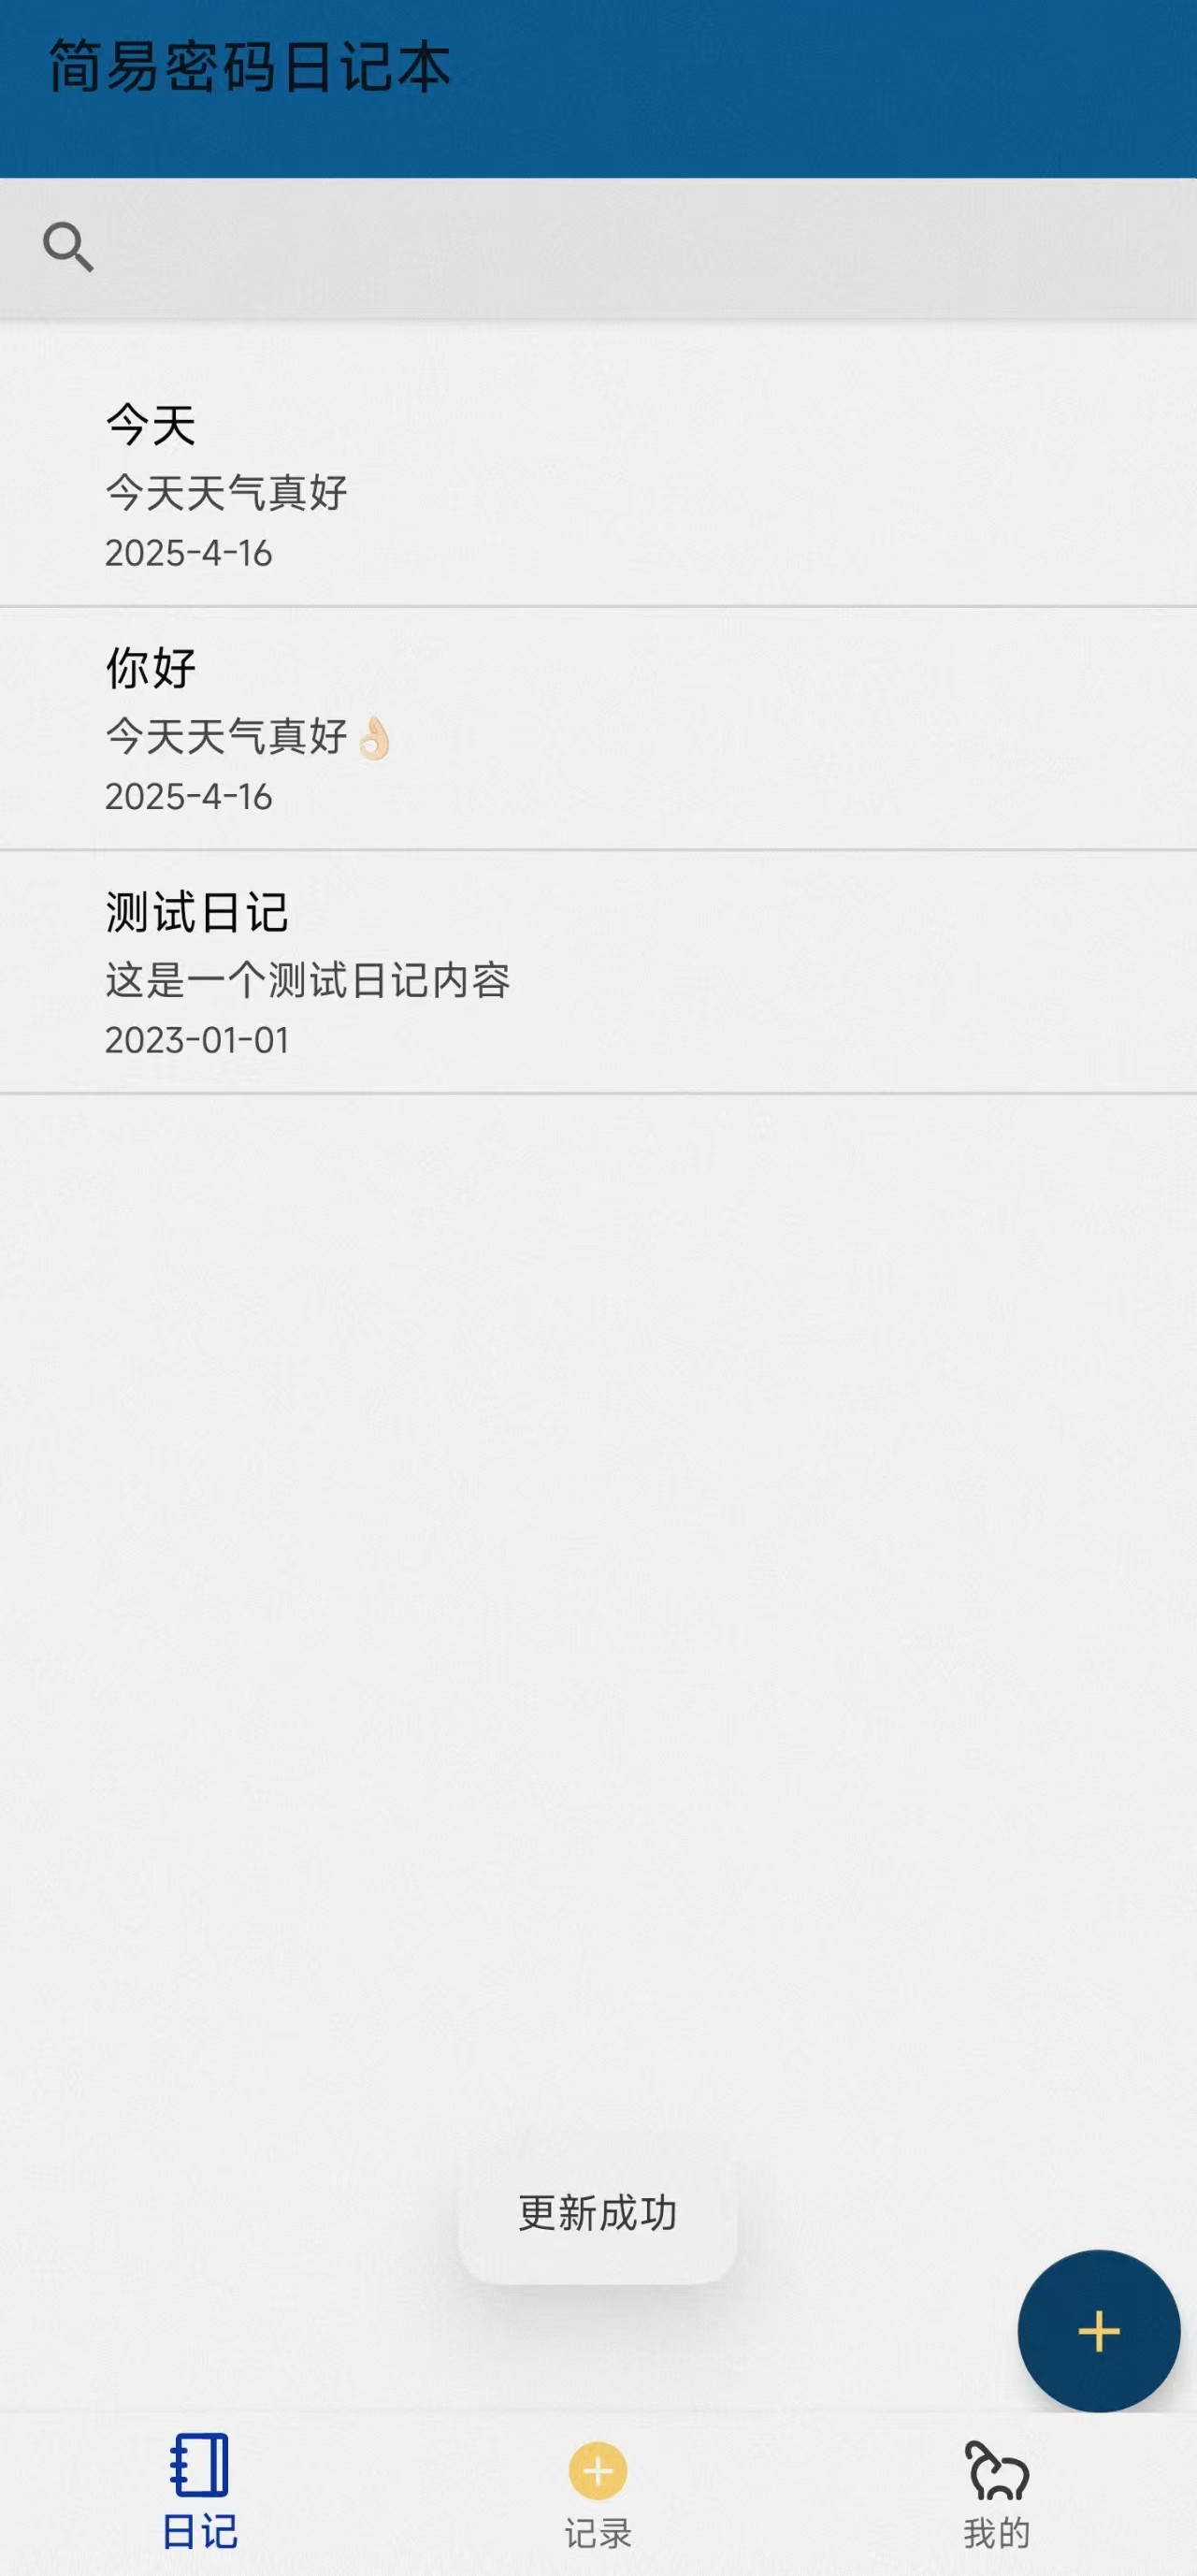 简易密码日记本
今天
今天天气真好
2025-4-16
你好
今天天气真好👌🏻
2025-4-16
测试日记
这是一个测试日记内容
2023-01-01
更新成功
日记
记录
我的